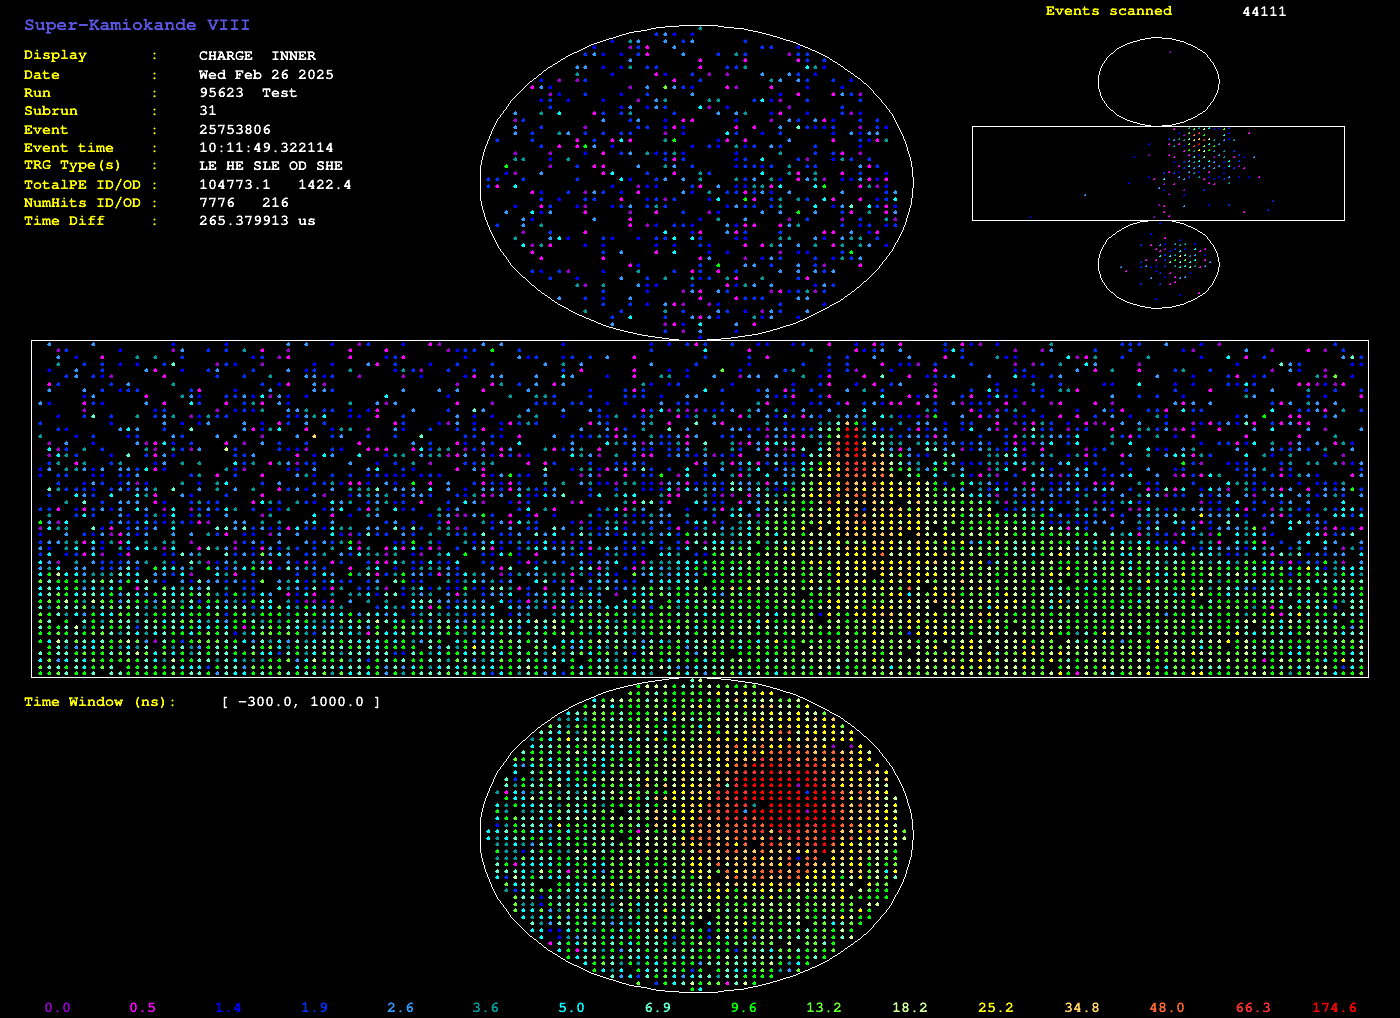 Super-Kamiokande VIII
Display : CHARGE INNER
Date : Wed Feb 26 2025
Run : 95623 Test
Subrun : 31
Event : 25753806
Event time : 10:11:49.322114
TRG Type(s) : LE HE SLE OD SHE
TotalPE ID/OD : 104773.1 1422.4
NumHits ID/OD : 7776 216
Time Diff : 265.379913 us
Events scanned 44111
Time Window (ns): [ -300.0, 1000.0 ]
0.0 0.5 1.4 1.9 2.6 3.6 5.0 6.9 9.6 13.2 18.2 25.2 34.8 48.0 66.3 174.6